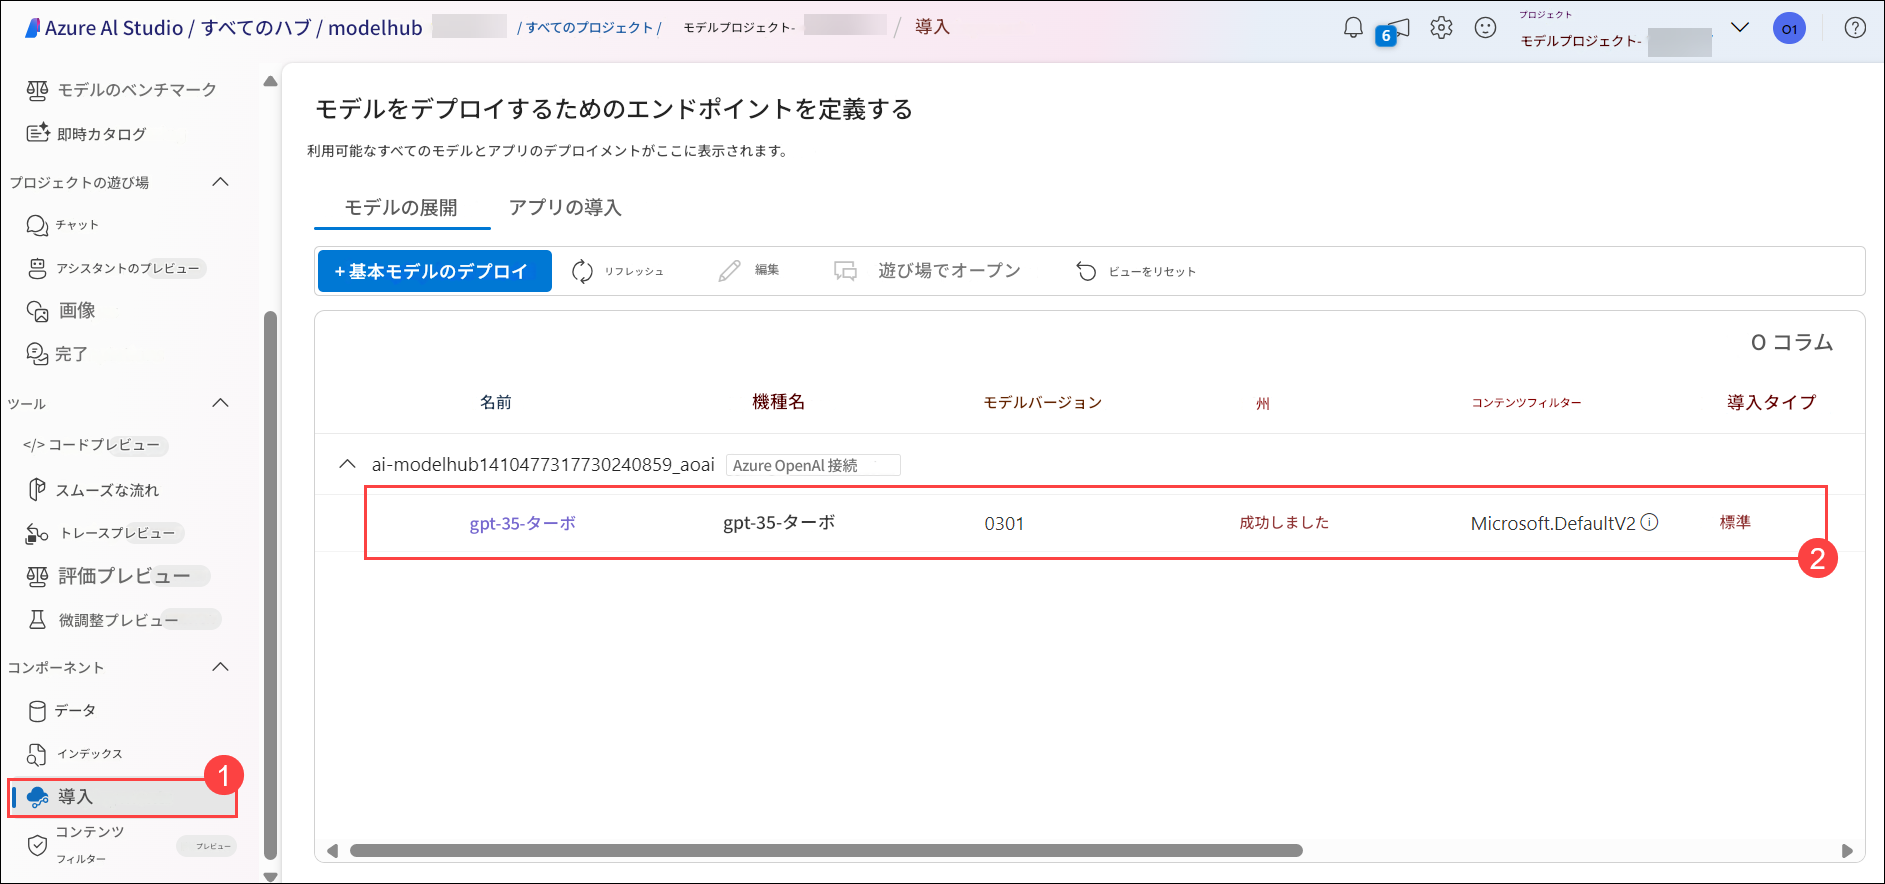 Azure AI Studio / すべてのハブ / modelhub / すべてのプロジェクト / モデルプロジェクト- / 導入
6
プロジェクト
モデルプロジェクト-
01
モデルのベンチマーク
即時カタログ
プロジェクトの遊び場
チャット
アシスタントのプレビュー
画像
完了
ツール
</> コードプレビュー
スムーズな流れ
トレースプレビュー
評価プレビュー
微調整プレビュー
コンポーネント
データ
インデックス
1
導入
コンテンツ
フィルター
プレビュー
モデルをデプロイするためのエンドポイントを定義する
利用可能なすべてのモデルとアプリのデプロイメントがここに表示されます。
モデルの展開 アプリの導入
+ 基本モデルのデプロイ リフレッシュ 編集 遊び場でオープン ビューをリセット
O コラム
名前 機種名 モデルバージョン 州 コンテンツフィルター 導入タイプ
ai-modelhub1410477317730240859_aoai Azure OpenAl 接続
gpt-35-ターボ gpt-35-ターボ 0301 成功しました Microsoft.DefaultV2 標準
2